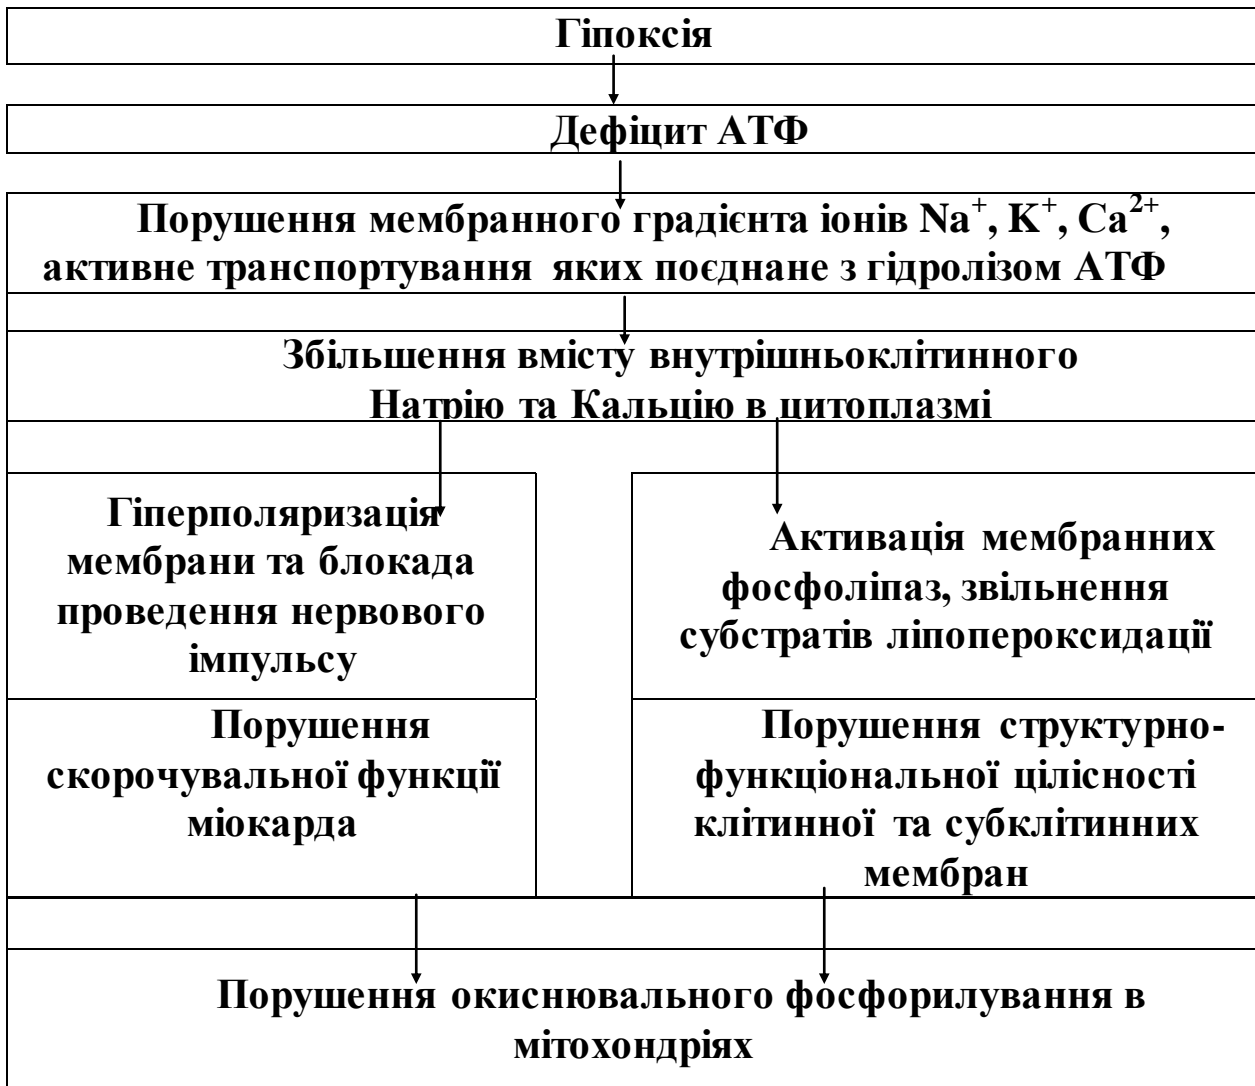 Гіпоксія
Дефіцит АТФ
Порушення мембранного градієнта іонів Na⁺, K⁺, Ca²⁺,
активне транспортування яких поєднане з гідролізом АТФ
Збільшення вмісту внутрішньоклітинного
Натрію та Кальцію в цитоплазмі
Гіперполяризація
мембрани та блокада
проведення нервового
імпульсу
Активація мембранних
фосфоліпаз, звільнення
субстратів ліпопероксидації
Порушення
скорочувальної функції
міокарда
Порушення структурно-
функціональної цілісності
клітинної та субклітинних
мембран
Порушення окиснювального фосфорилування в
мітохондріях